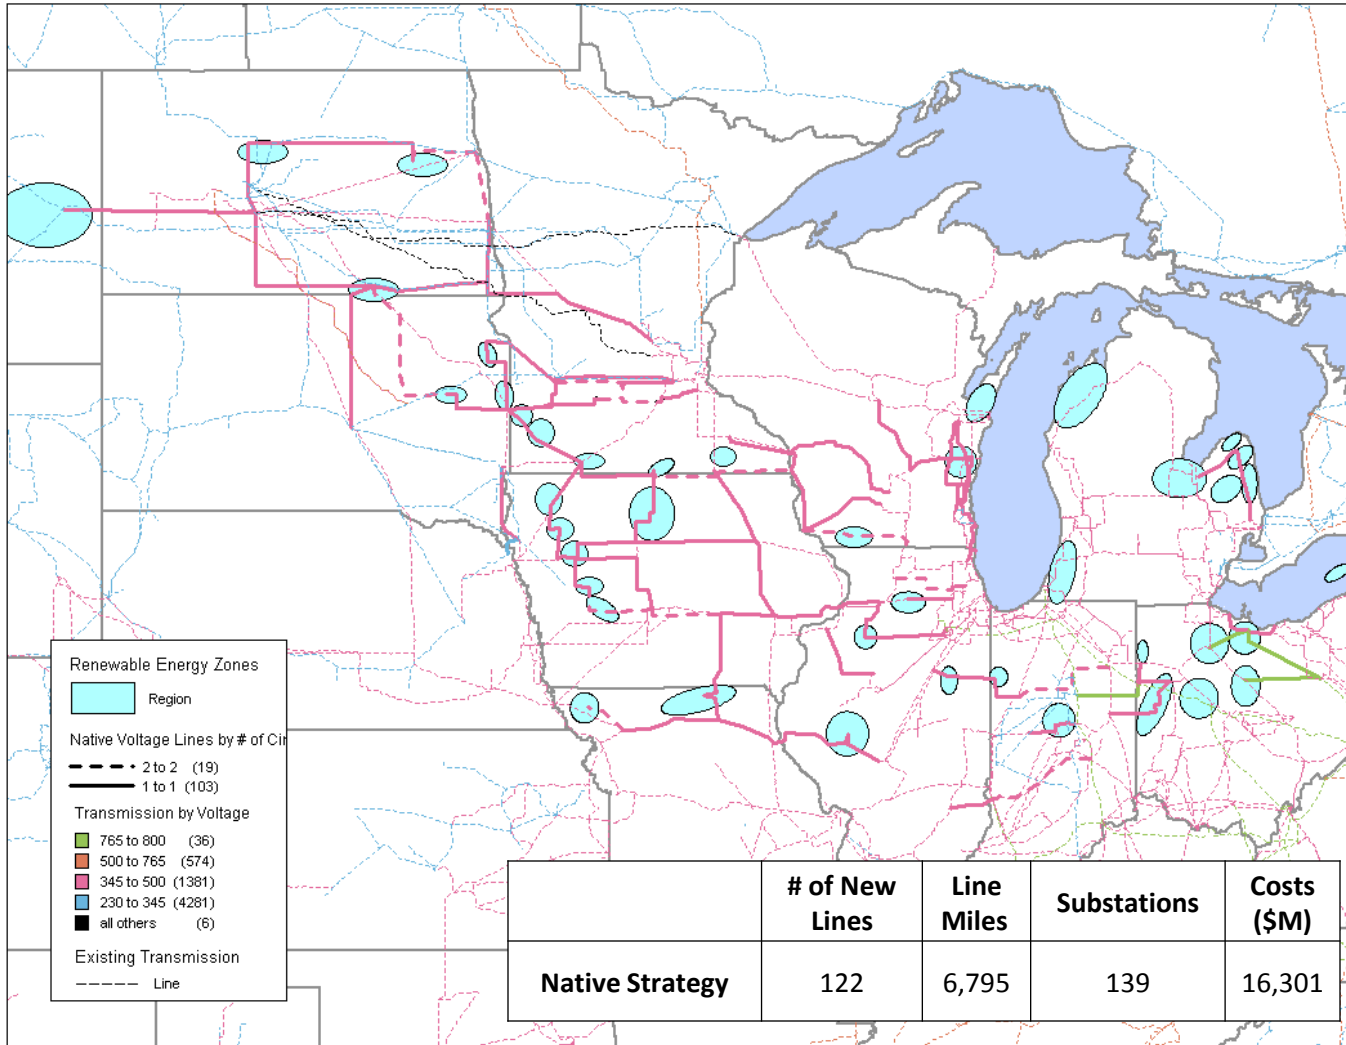 Renewable Energy Zones
Region
Native Voltage Lines by # of Cir
2 to 2 (19)
1 to 1 (103)
Transmission by Voltage
765 to 800 (36)
500 to 765 (574)
345 to 500 (1381)
230 to 345 (4281)
all others (6)
Existing Transmission
Line
# of New Lines Line Miles Substations Costs ($M)
Native Strategy 122 6,795 139 16,301